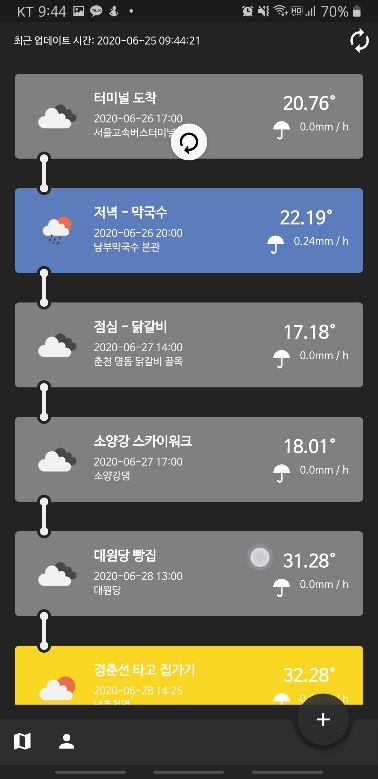 KT 9:44 HD 70%
최근 업데이트 시간: 2020-06-25 09:44:21
터미널 도착
2020-06-26 17:00
서울고속버스터미널
20.76°
0.0mm / h
저녁 - 막국수
2020-06-26 20:00
남부막국수 본관
22.19°
0.24mm / h
점심 - 닭갈비
2020-06-27 14:00
춘천 명동 닭갈비 골목
17.18°
0.0mm / h
소양강 스카이워크
2020-06-27 17:00
소양강댐
18.01°
0.0mm / h
대원당 빵집
2020-06-28 13:00
대원당
31.28°
0.0mm / h
경춘선 타고 집가기
2020-06-28 14:25
32.28°